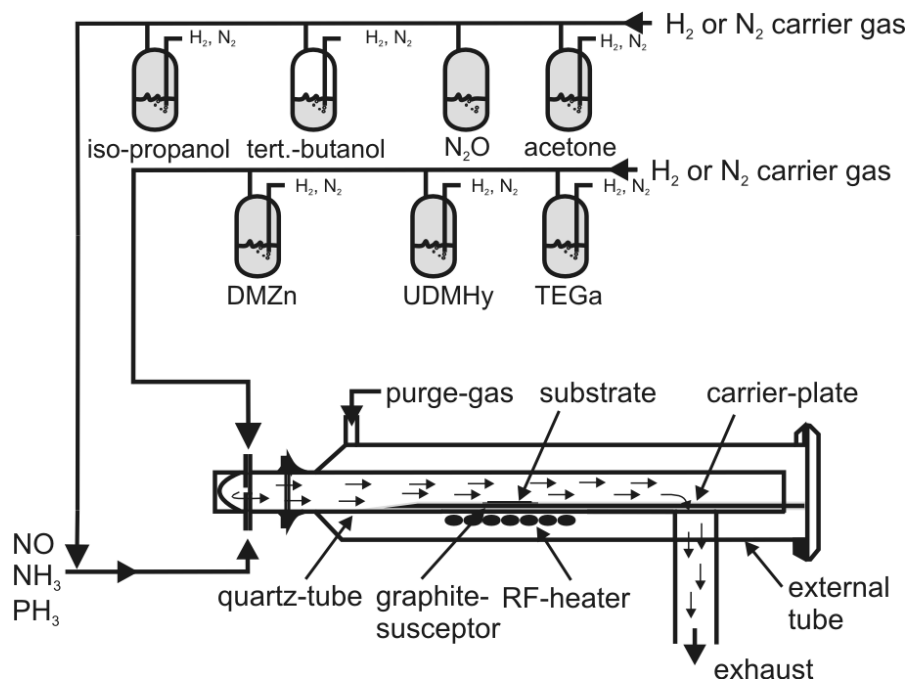 H₂, N₂
H₂, N₂
H₂, N₂
H₂ or N₂ carrier gas
iso-propanol
tert.-butanol
N₂O
acetone
H₂, N₂
H₂, N₂
H₂, N₂
H₂ or N₂ carrier gas
DMZn
UDMHy
TEGa
purge-gas
substrate
carrier-plate
NO
NH₃
PH₃
quartz-tube
graphite-
susceptor
RF-heater
external
tube
exhaust